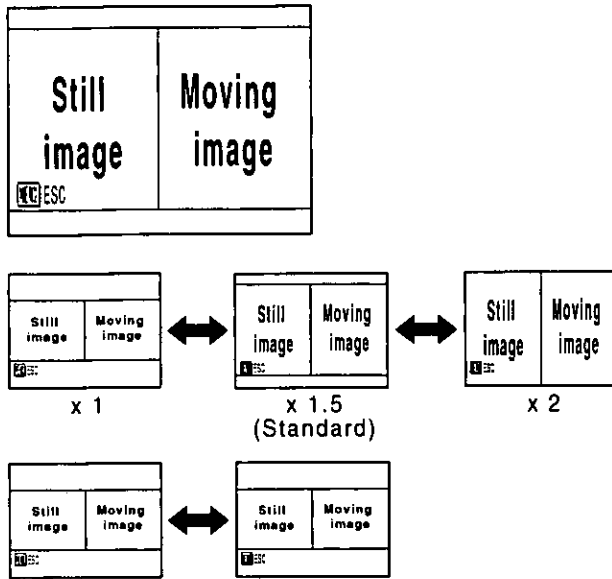 Still Moving
image image
ESC
Still Moving Still Moving Still Moving
image image image image image image
ESC ESC ESC
x 1 x 1.5 x 2
(Standard)
Still Moving Still Moving
image image image image
ESC ESC